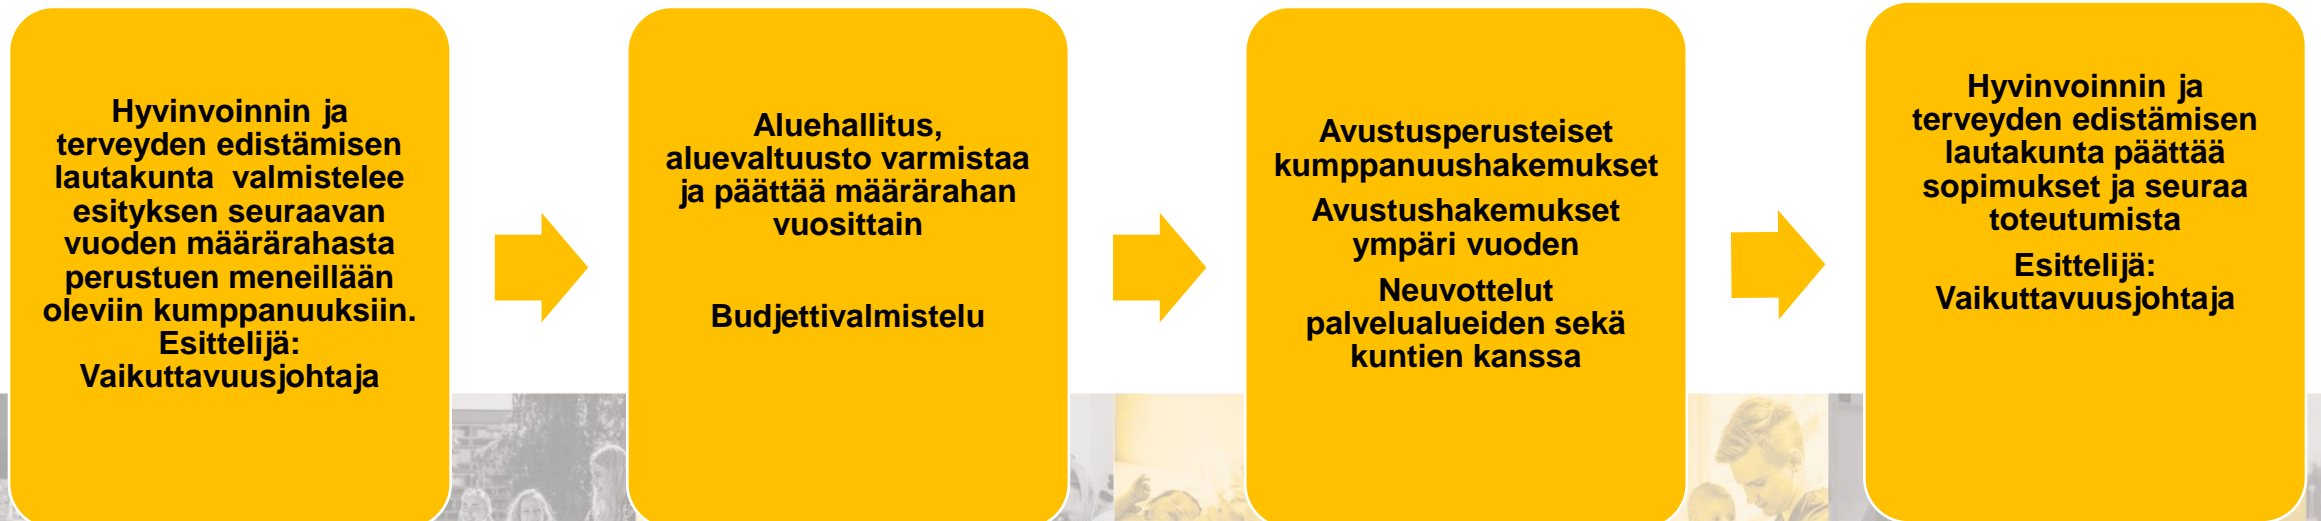 Hyvinvoinnin ja
terveyden edistämisen
lautakunta valmistelee
esityksen seuraavan
vuoden määrärahasta
perustuen meneillään
oleviin kumppanuuksiin.
Esittelijä:
Vaikuttavuusjohtaja
Aluehallitus,
aluevaltuusto varmistaa
ja päättää määrärahan
vuosittain
Budjettivalmistelu
Avustusperusteiset
kumppanuushakemukset
Avustushakemukset
ympäri vuoden
Neuvottelut
palvelualueiden sekä
kuntien kanssa
Hyvinvoinnin ja
terveyden edistämisen
lautakunta päättää
sopimukset ja seuraa
toteutumista
Esittelijä:
Vaikuttavuusjohtaja